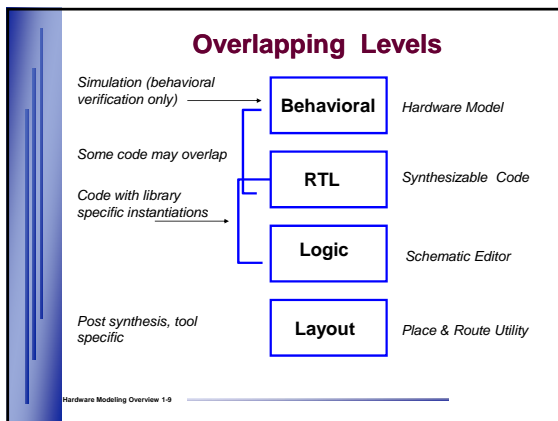 Overlapping Levels
Simulation (behavioral
verification only)
Behavioral
Hardware Model
Some code may overlap
RTL
Synthesizable Code
Code with library
specific instantiations
Logic
Schematic Editor
Post synthesis, tool
specific
Layout
Place & Route Utility
Hardware Modeling Overview 1-9